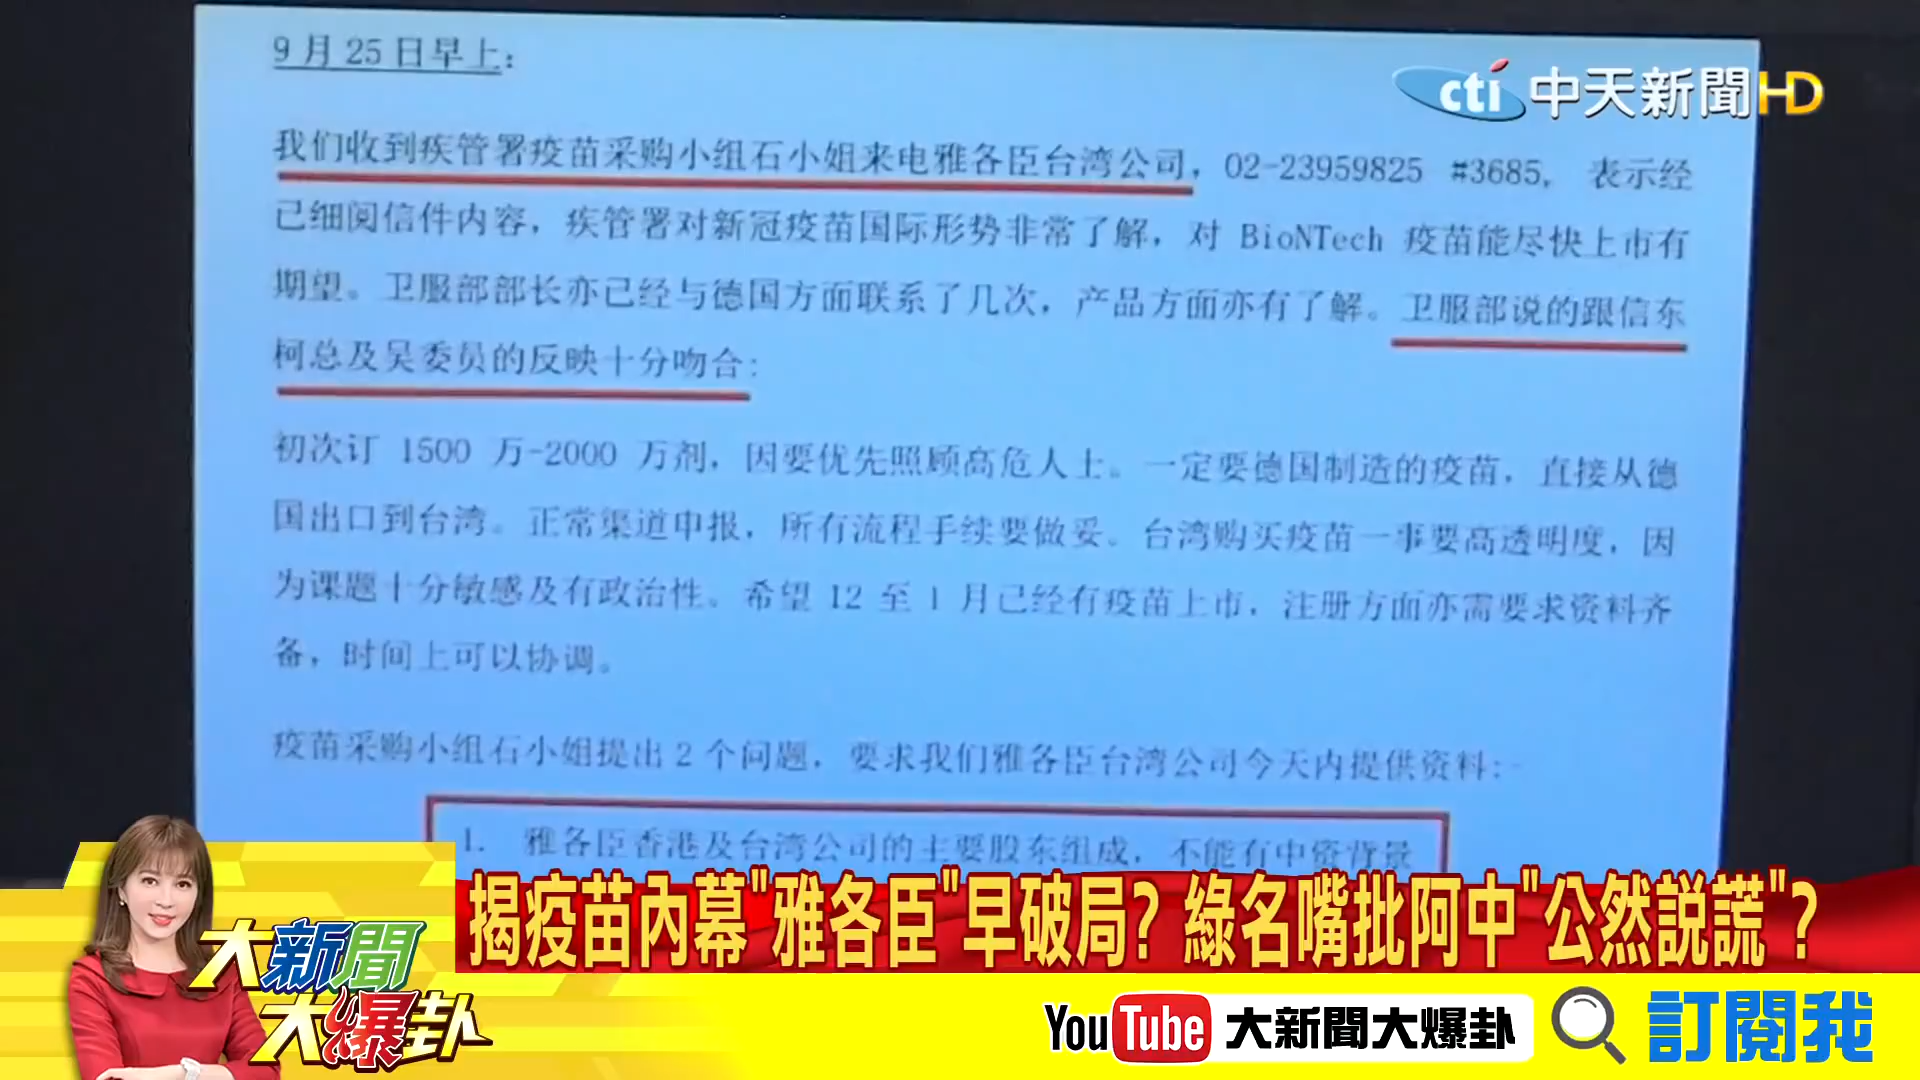 9月25日早上：
cti 中天新聞HD
我们收到疾管署疫苗采购小组石小姐来电雅各臣台湾公司，02-23959825 #3685，表示经
已细阅信件内容，疾管署对新冠疫苗国际形势非常了解，对 BioNTech 疫苗能尽快上市有
期望。卫服部部长亦已经与德国方面联系了几次，产品方面亦有了解。卫服部说的跟信东
柯总及吴委员的反映十分吻合：
初次订 1500 万-2000 万剂，因要优先照顾高危人士。一定要德国制造的疫苗，直接从德
国出口到台湾。正常渠道申报，所有流程手续要做妥。台湾购买疫苗一事要高透明度，因
为课题十分敏感及有政治性。希望 12 至 1 月已经有疫苗上市，注册方面亦需要求资料齐
备，时间上可以协调。
疫苗采购小组石小姐提出 2 个问题，要求我们雅各臣台湾公司今天内提供资料：
1. 雅各臣香港及台湾公司的主要股东组成，不能有中资背景
揭疫苗內幕"雅各臣"早破局? 綠名嘴批阿中"公然説謊"?
大新聞
大爆卦
YouTube 大新聞大爆卦
訂閱我